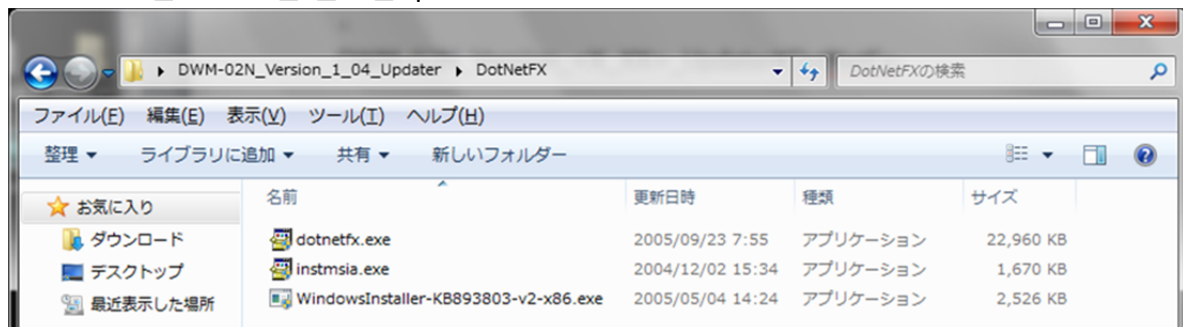 DWM-02N_Version_1_04_Updater DotNetFX DotNetFXの検索
ファイル(F) 編集(E) 表示(V) ツール(T) ヘルプ(H)
整理 ライブラリに追加 共有 新しいフォルダー
お気に入り 名前 更新日時 種類 サイズ
ダウンロード dotnetfx.exe 2005/09/23 7:55 アプリケーション 22,960 KB
デスクトップ instmsia.exe 2004/12/02 15:34 アプリケーション 1,670 KB
最近表示した場所 WindowsInstaller-KB893803-v2-x86.exe 2005/05/04 14:24 アプリケーション 2,526 KB